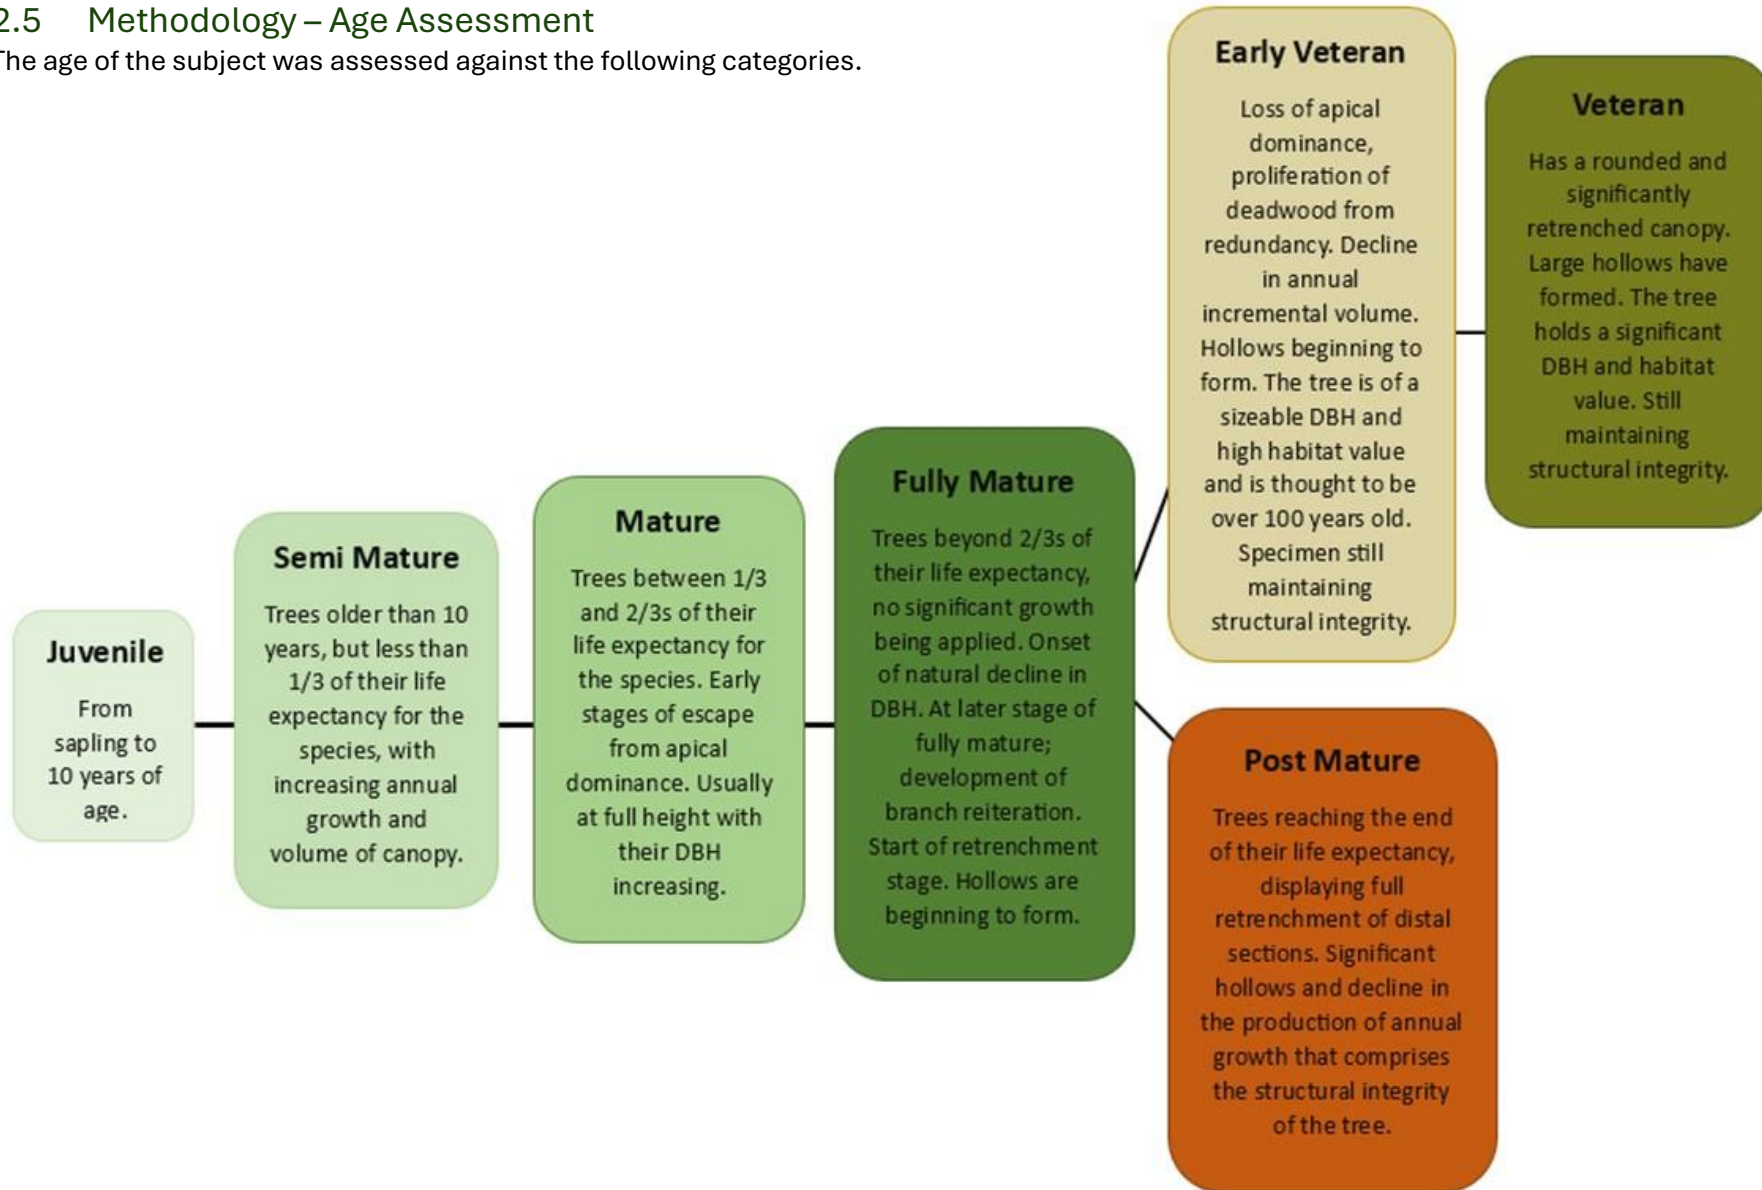 2.5 Methodology – Age Assessment
The age of the subject was assessed against the following categories.
Juvenile
From
sapling to
10 years of
age.
Semi Mature
Trees older than 10
years, but less than
1/3 of their life
expectancy for the
species, with
increasing annual
growth and
volume of canopy.
Mature
Trees between 1/3
and 2/3s of their
life expectancy for
the species. Early
stages of escape
from apical
dominance. Usually
at full height with
their DBH
increasing.
Fully Mature
Trees beyond 2/3s of
their life expectancy,
no significant growth
being applied. Onset
of natural decline in
DBH. At later stage of
fully mature;
development of
branch reiteration.
Start of retrenchment
stage. Hollows are
beginning to form.
Early Veteran
Loss of apical
dominance,
proliferation of
deadwood from
redundancy. Decline
in annual
incremental volume.
Hollows beginning to
form. The tree is of a
sizeable DBH and
high habitat value
and is thought to be
over 100 years old.
Specimen still
maintaining
structural integrity.
Veteran
Has a rounded and
significantly
retrenched canopy.
Large hollows have
formed. The tree
holds a significant
DBH and habitat
value. Still
maintaining
structural integrity.
Post Mature
Trees reaching the end
of their life expectancy,
displaying full
retrenchment of distal
sections. Significant
hollows and decline in
the production of annual
growth that comprises
the structural integrity
of the tree.